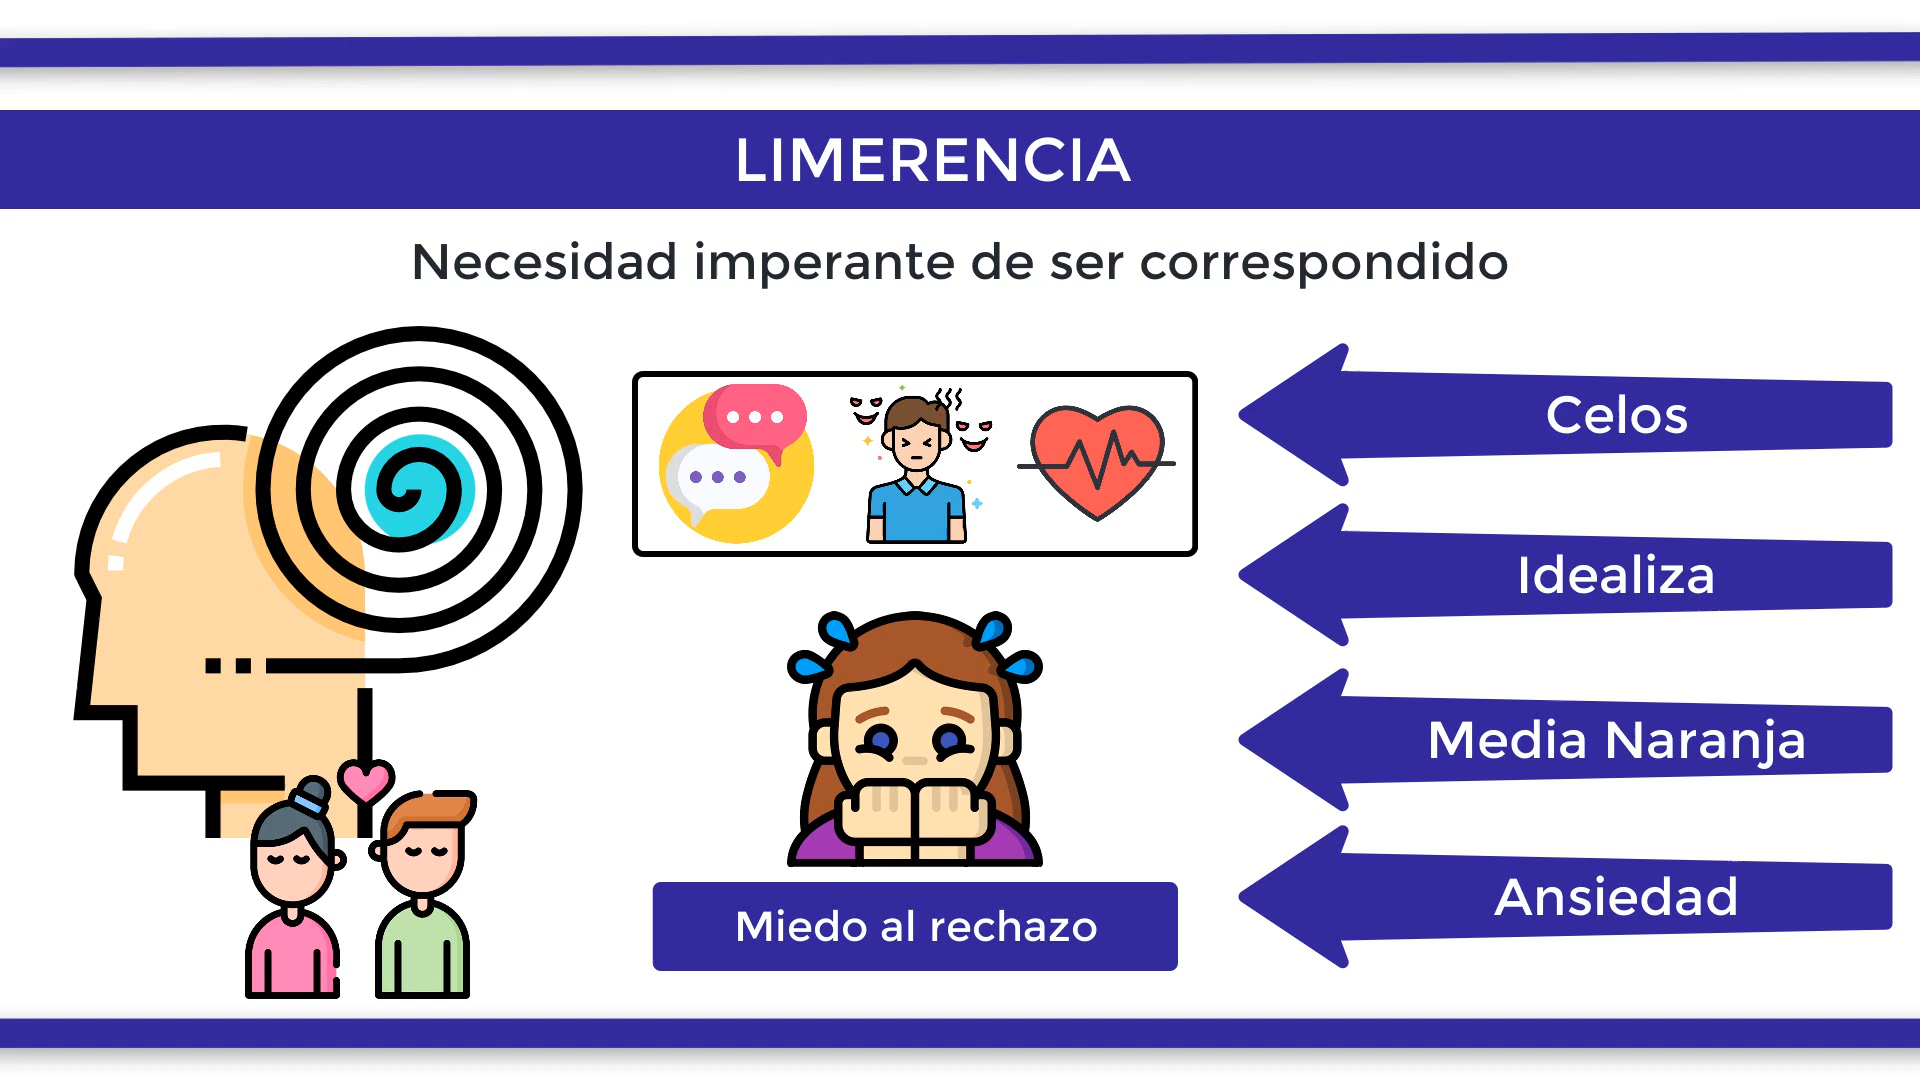 LIMERENCIA
Necesidad imperante de ser correspondido
Celos
Idealiza
Media Naranja
Ansiedad
Miedo al rechazo